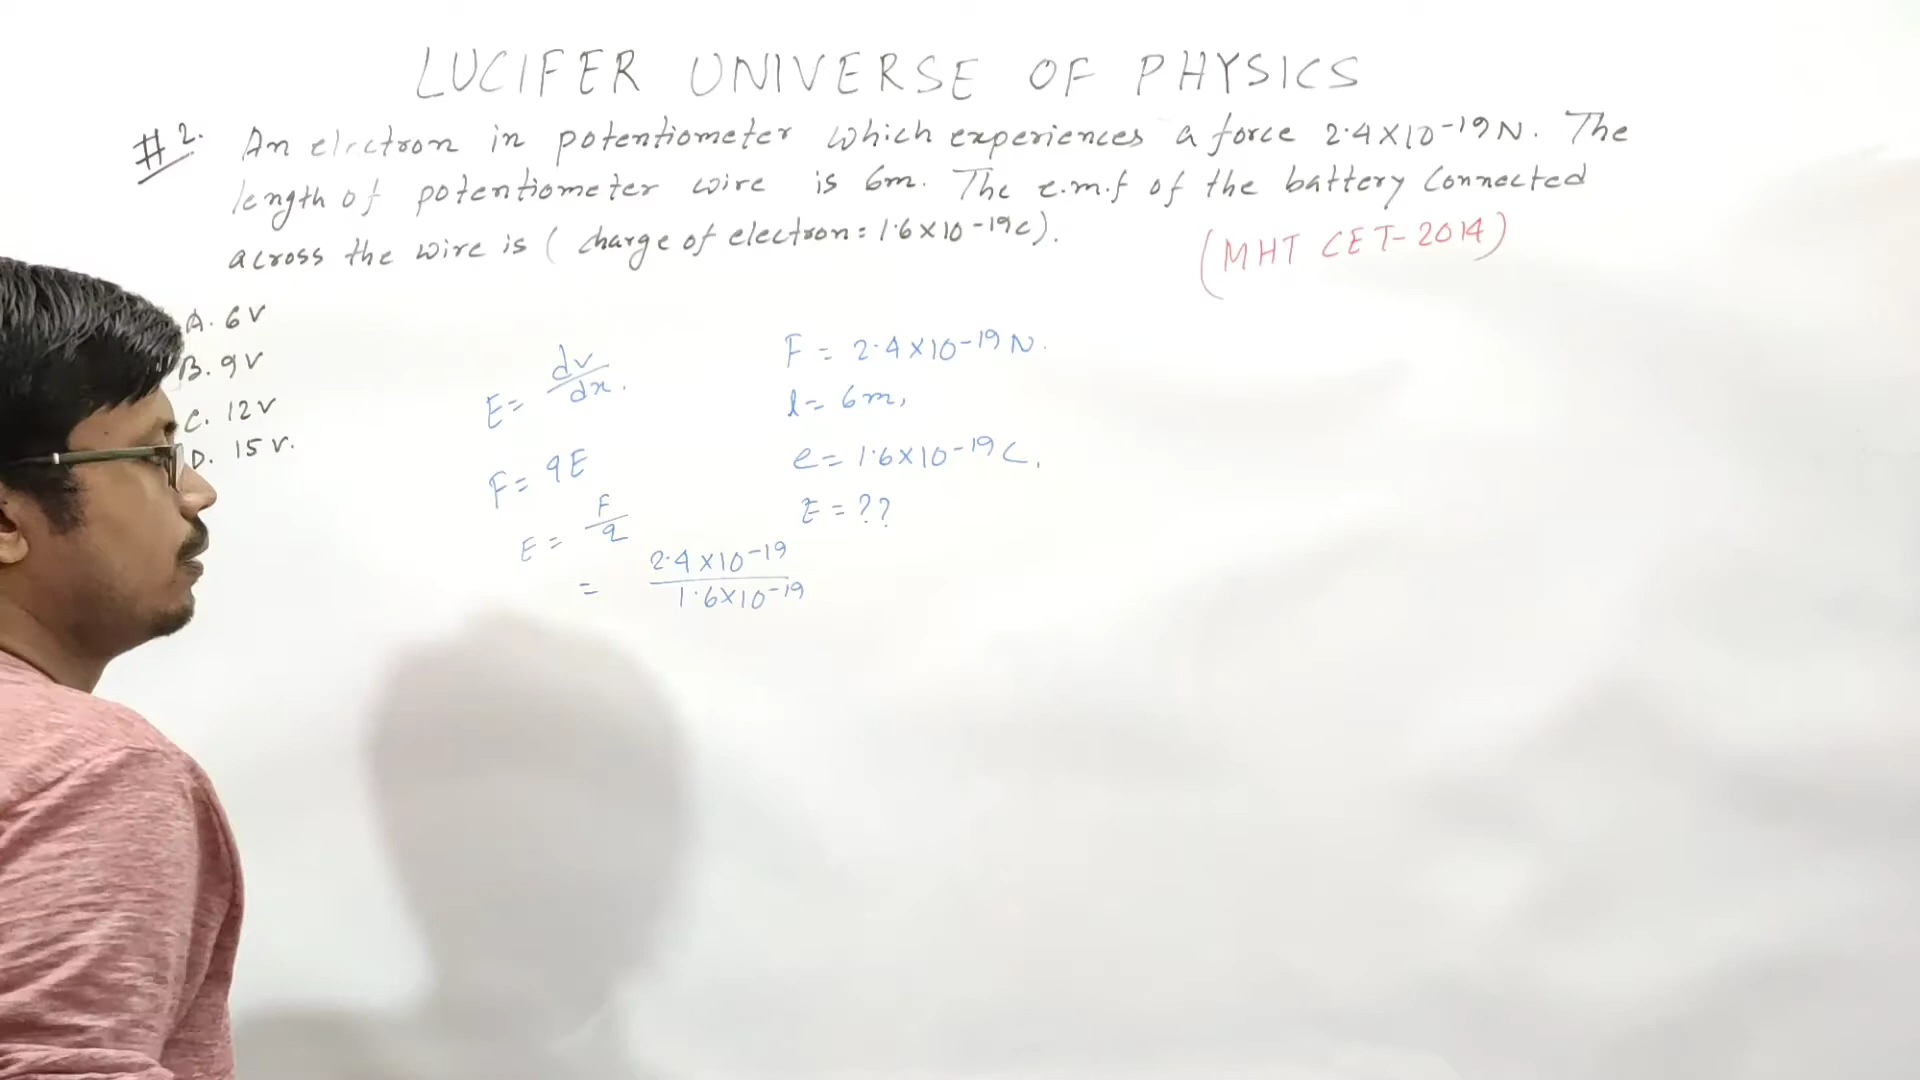 LUCIFER UNIVERSE OF PHYSICS
#2. An electron in potentiometer which experiences a force 2.4×10-19N. The
length of potentiometer wire is 6m. The e.m.f of the battery connected
across the wire is ( charge of electron = 1.6×10-19C).
(MHT CET-2014)
A. 6V
B. 9V
C. 12V
D. 15V.
E = dv/dx.
F = qE
E = F/q
= 2.4×10-19/1.6×10-19
F = 2.4×10-19 N.
l = 6m,
e = 1.6×10-19 C.
E = ??